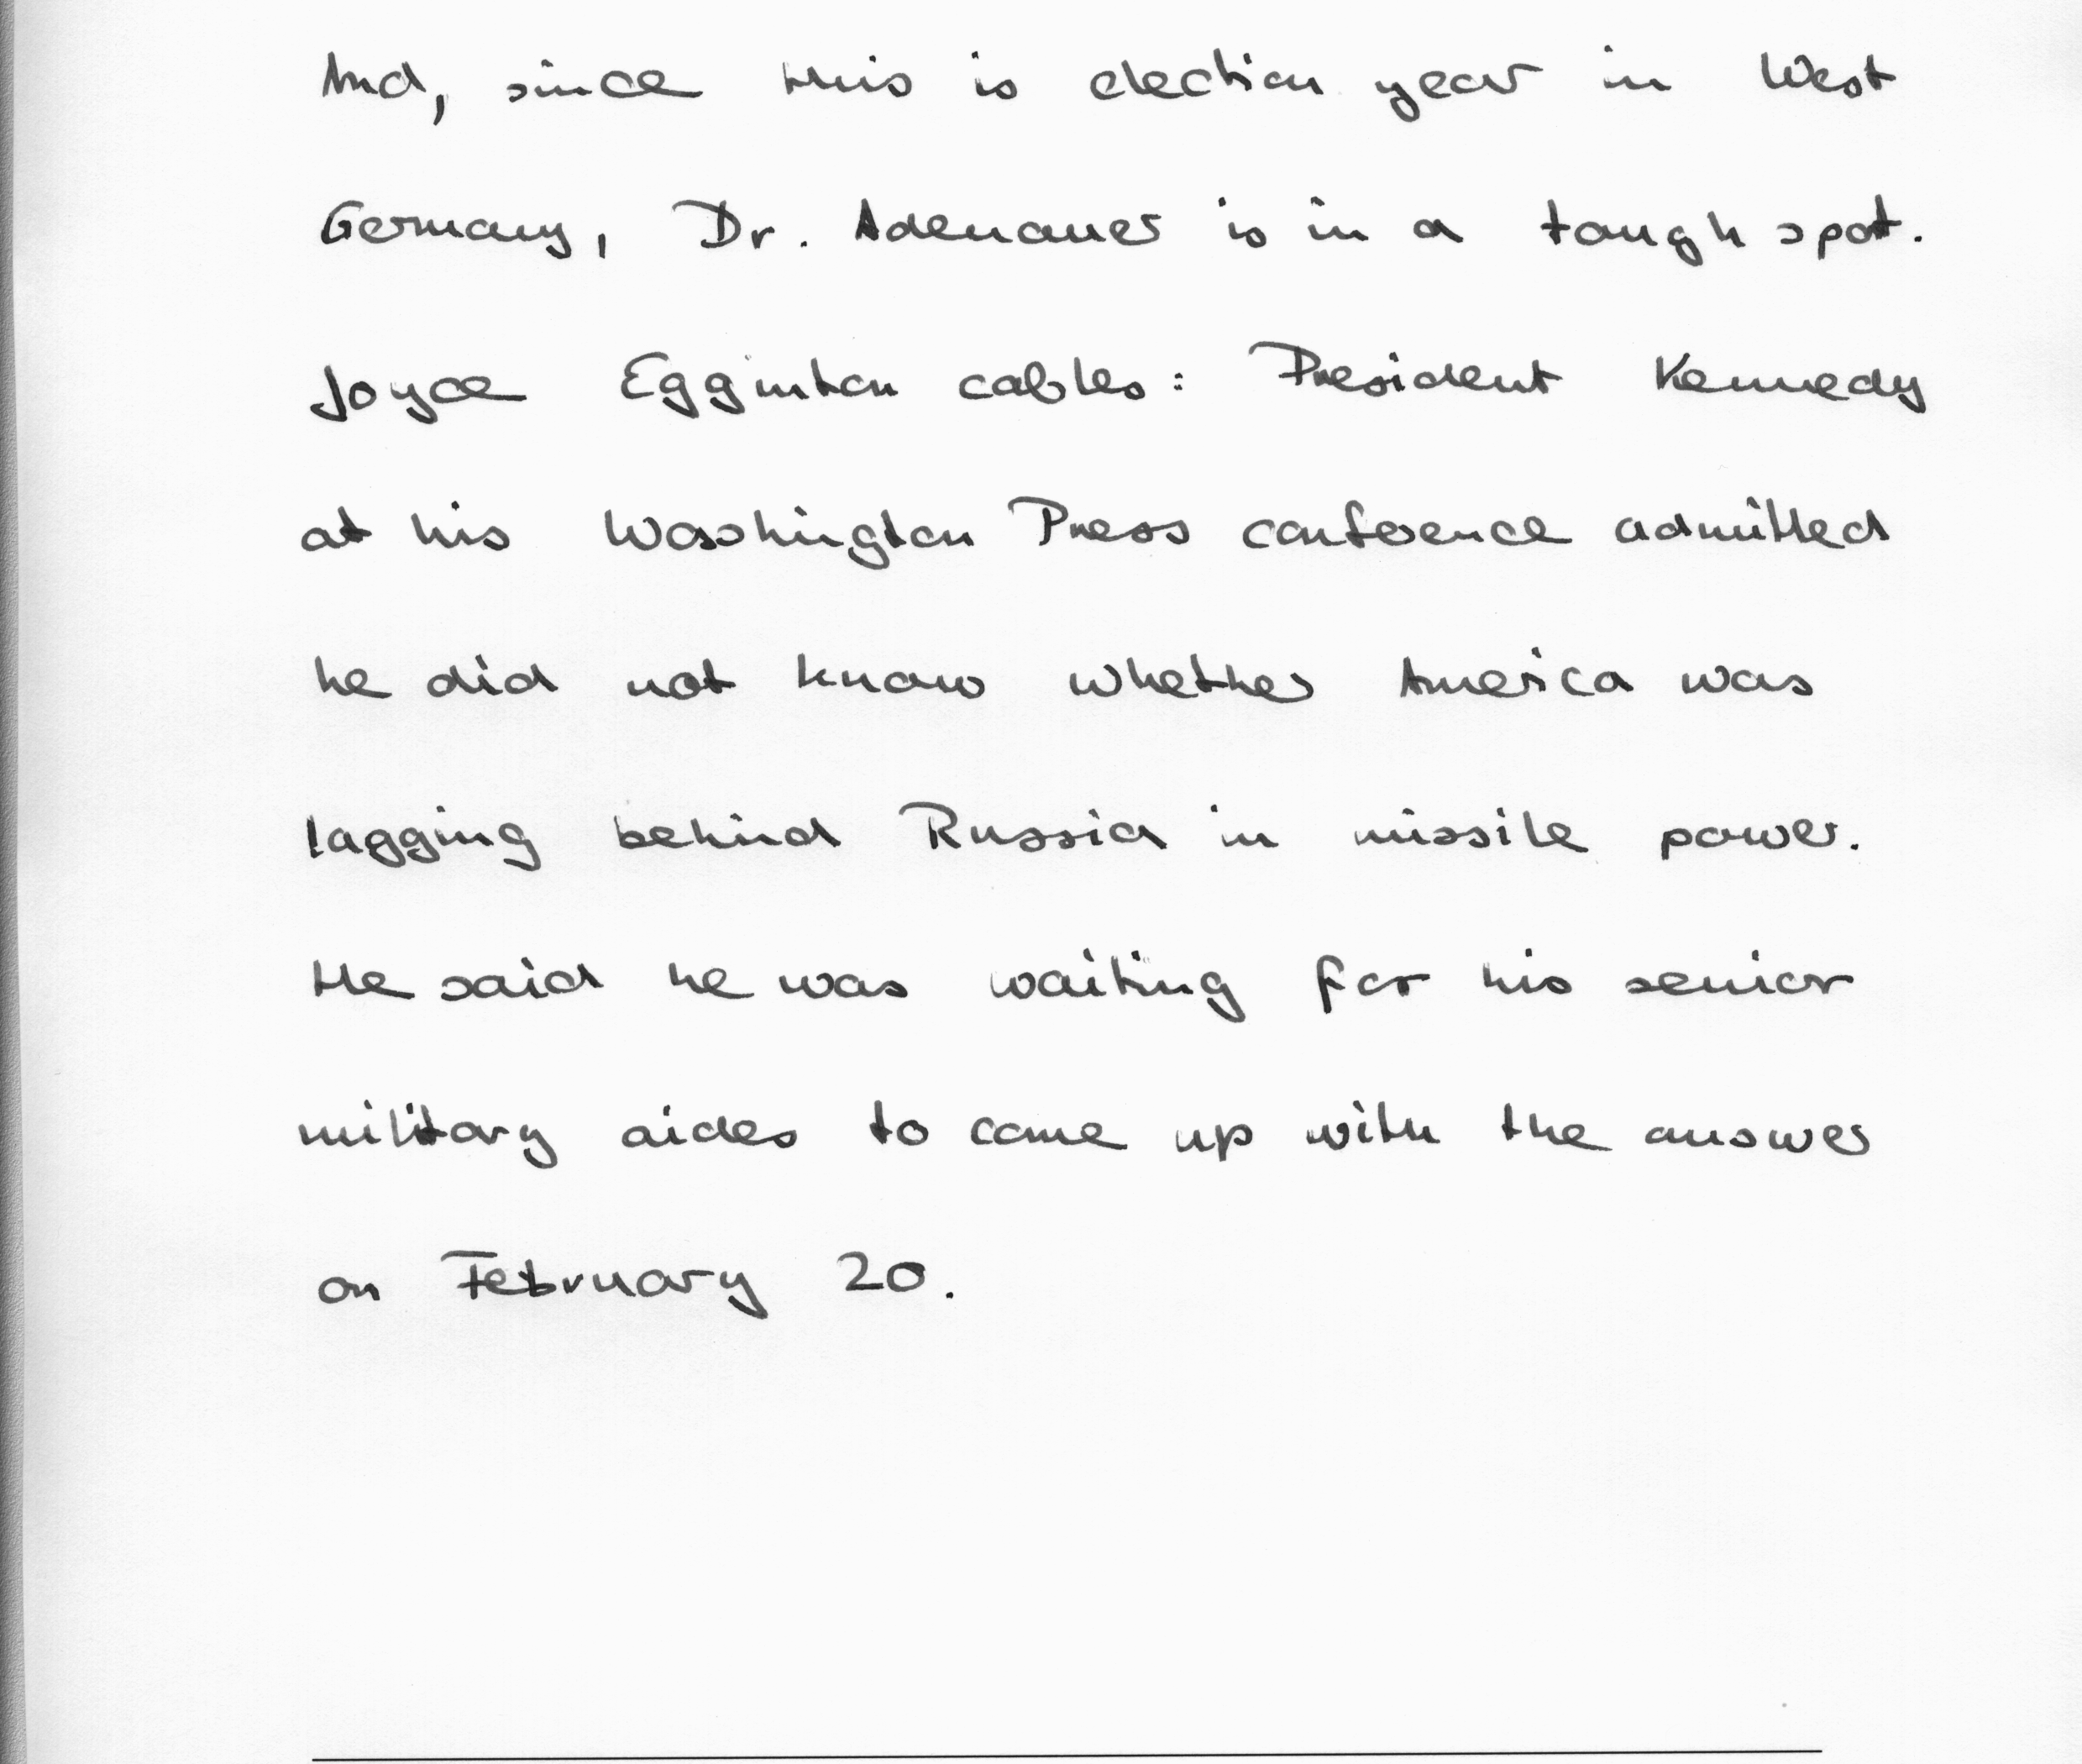 And, since this is election year in West
Germany, Dr. Adenauer is in a tough spot.
Joyce Egginton cables: President Kennedy
at his Washington Press conference admitted
he did not know whether America was
lagging behind Russia in missile power.
He said he was waiting for his senior
military aides to come up with the answer
on February 20.